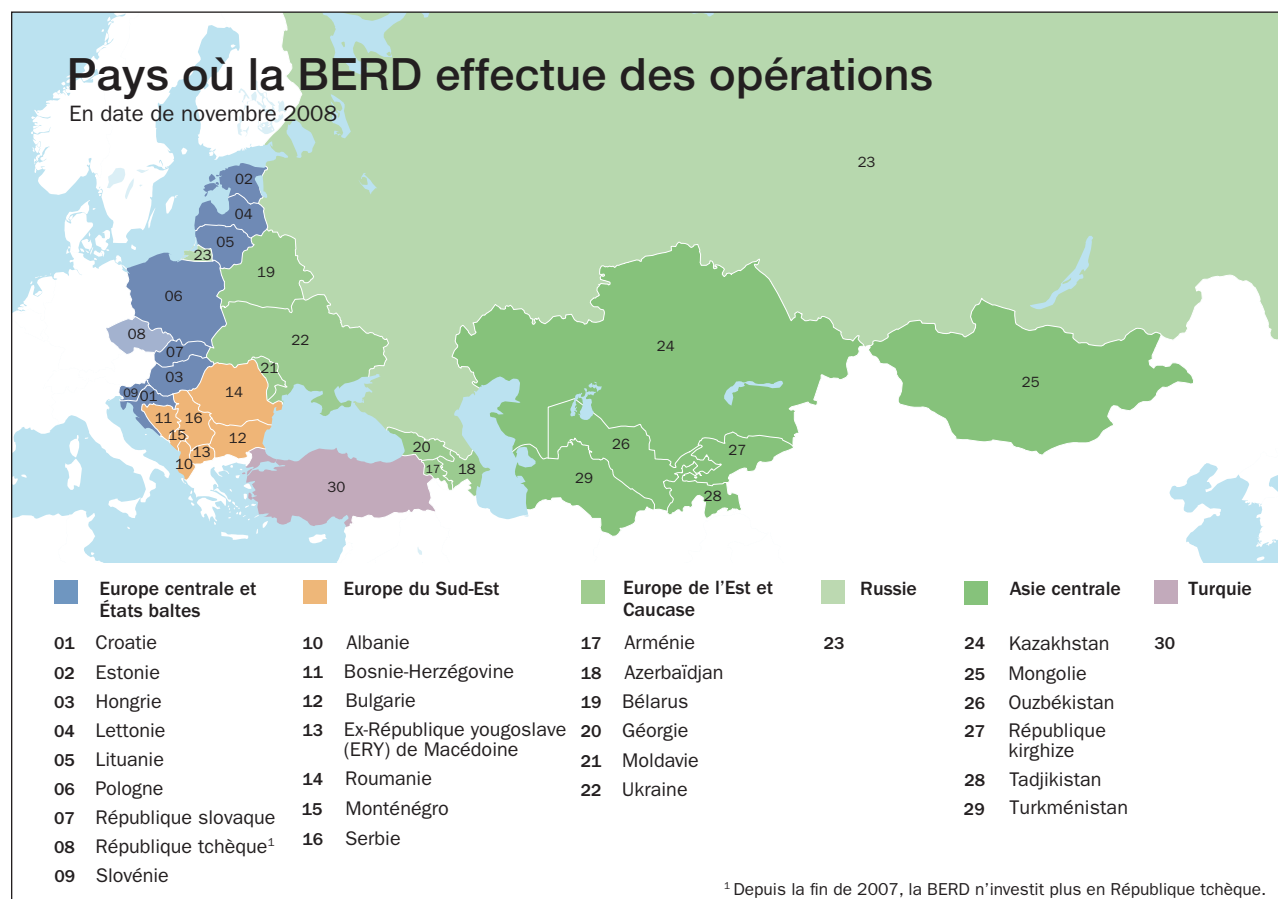 Pays où la BERD effectue des opérations
En date de novembre 2008
23
02
04
05
23
19
06
08
22
07
24
03
21
09
01
14
25
11
16
15
12
13
10
20
17
18
26
27
29
28
30
Europe centrale et
États baltes
01 Croatie
02 Estonie
03 Hongrie
04 Lettonie
05 Lituanie
06 Pologne
07 République slovaque
08 République tchèque¹
09 Slovénie
Europe du Sud-Est
10 Albanie
11 Bosnie-Herzégovine
12 Bulgarie
13 Ex-République yougoslave
(ERY) de Macédoine
14 Roumanie
15 Monténégro
16 Serbie
Europe de l’Est et
Caucase
17 Arménie
18 Azerbaïdjan
19 Bélarus
20 Géorgie
21 Moldavie
22 Ukraine
Russie
23
Asie centrale
24 Kazakhstan
25 Mongolie
26 Ouzbékistan
27 République
kirghize
28 Tadjikistan
29 Turkménistan
Turquie
30
¹ Depuis la fin de 2007, la BERD n’investit plus en République tchèque.